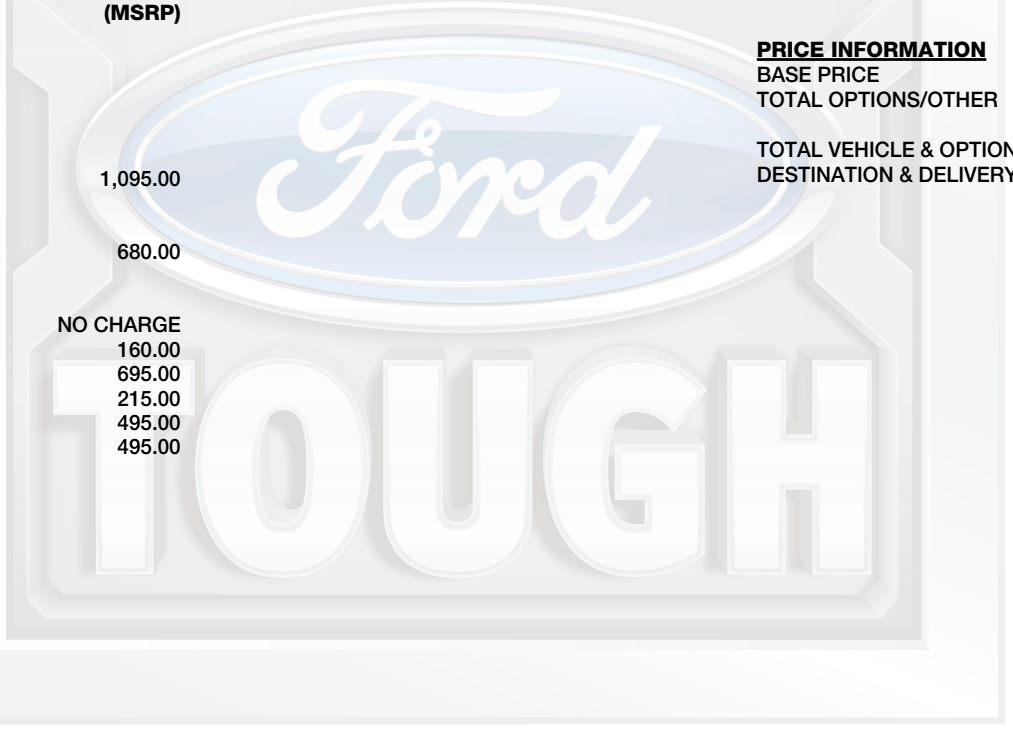 (MSRP)
1,095.00
680.00
NO CHARGE
160.00
695.00
215.00
495.00
495.00
PRICE INFORMATION
BASE PRICE
TOTAL OPTIONS/OTHER
TOTAL VEHICLE & OPTION
DESTINATION & DELIVERY
Ford
TOUGH